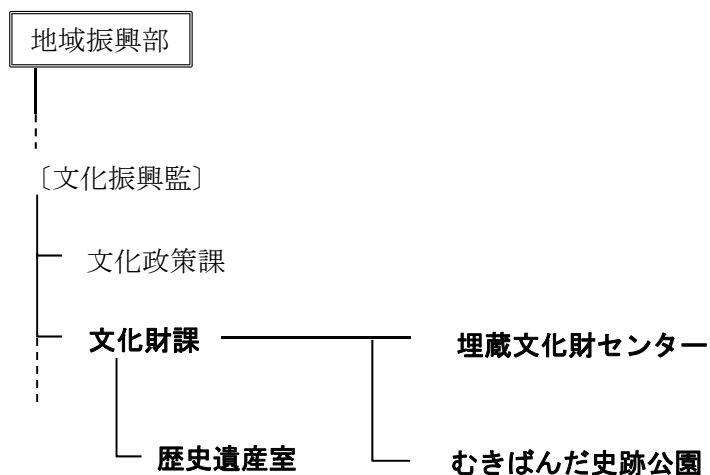 地域振興部
〔文化振興監〕
文化政策課
文化財課
埋蔵文化財センター
歴史遺産室
むきばんだ史跡公園